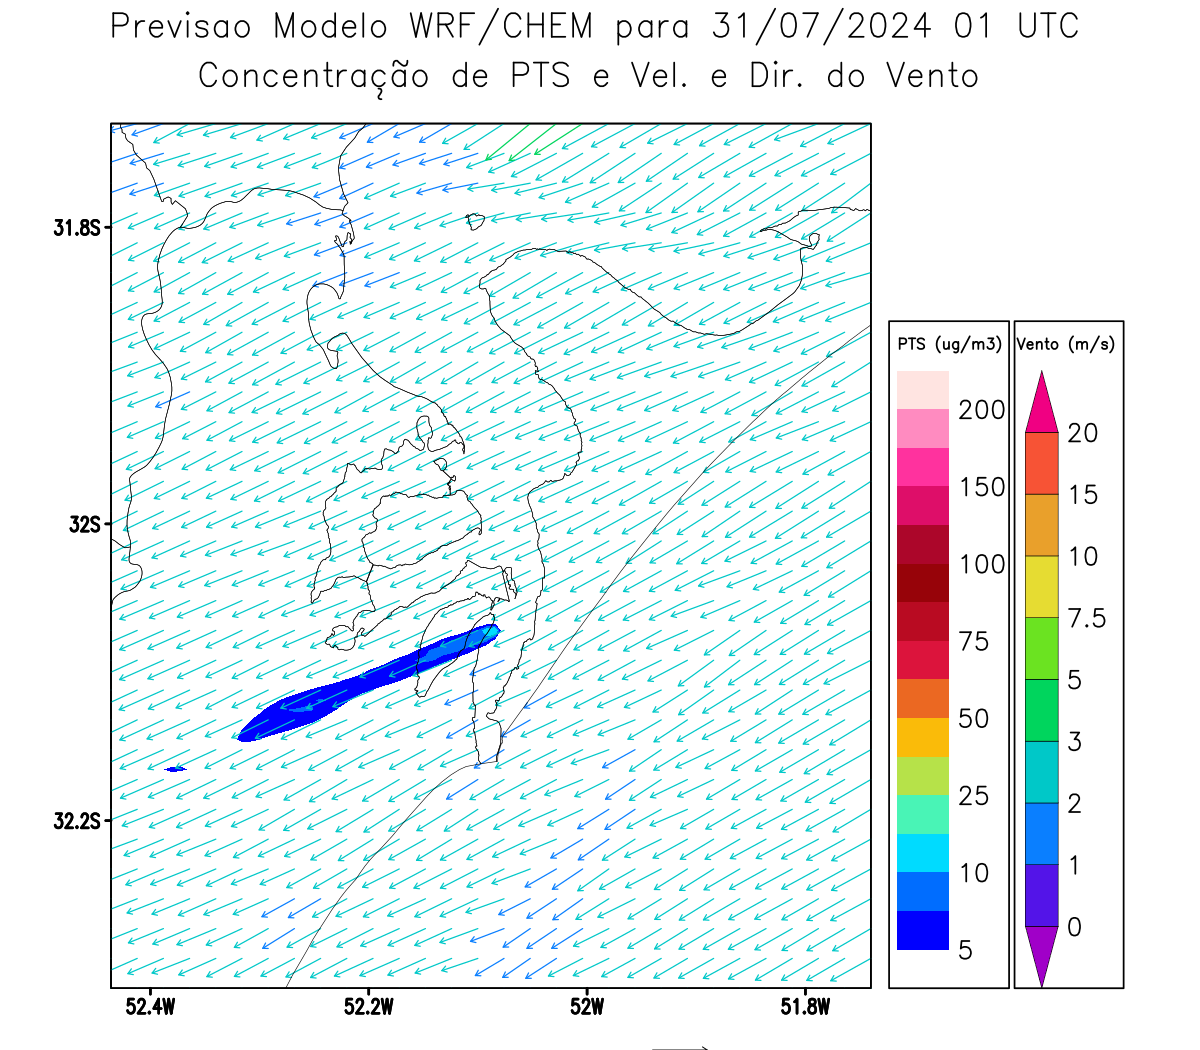 Previsao Modelo WRF/CHEM para 31/07/2024 01 UTC
Concentração de PTS e Vel. e Dir. do Vento
31.8S
32S
32.2S
52.4W 52.2W 52W 51.8W
PTS (ug/m3)
200
150
100
75
50
25
10
5
Vento (m/s)
20
15
10
7.5
5
3
2
1
0